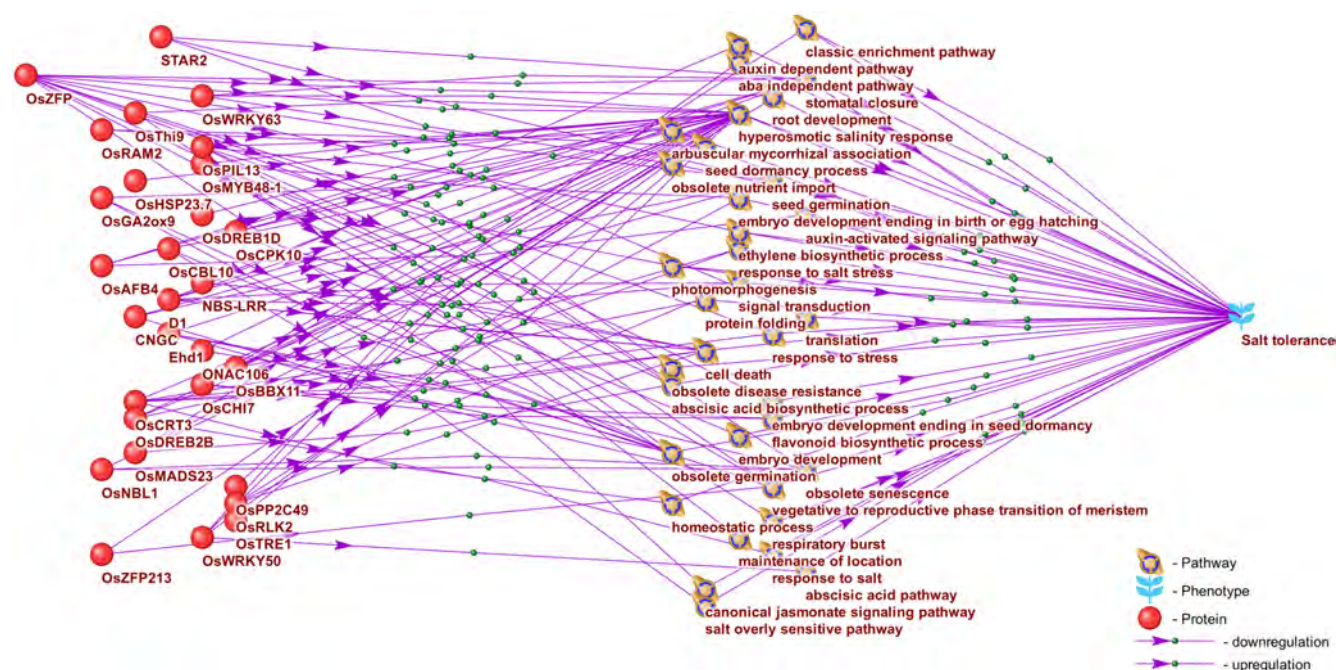 STAR2
OsZFP
OsWRKY63
OsThi9
OsRAM2
OsPIL13
OsMYB48-1
OsHSP23.7
OsGA2ox9
OsDREB1D
OsCPK10
OsCBL10
OsAFB4
NBS-LRR
D1
CNGC
Ehd1
ONAC106
OsBBX11
OsCHI7
OsCRT3
OsDREB2B
OsMADS23
OsNBL1
OsPP2C49
OsRLK2
OsTRE1
OsWRKY50
OsZFP213
classic enrichment pathway
auxin dependent pathway
aba independent pathway
stomatal closure
root development
hyperosmotic salinity response
arbuscular mycorrhizal association
seed dormancy process
obsolete nutrient import
seed germination
embryo development ending in birth or egg hatching
auxin-activated signaling pathway
ethylene biosynthetic process
response to salt stress
photomorphogenesis
signal transduction
protein folding
translation
response to stress
cell death
obsolete disease resistance
abscisic acid biosynthetic process
embryo development ending in seed dormancy
flavonoid biosynthetic process
embryo development
obsolete germination
obsolete senescence
vegetative to reproductive phase transition of meristem
homeostatic process
respiratory burst
maintenance of location
response to salt
abscisic acid pathway
canonical jasmonate signaling pathway
salt overly sensitive pathway
Salt tolerance
- Pathway
- Phenotype
- Protein
- downregulation
- upregulation